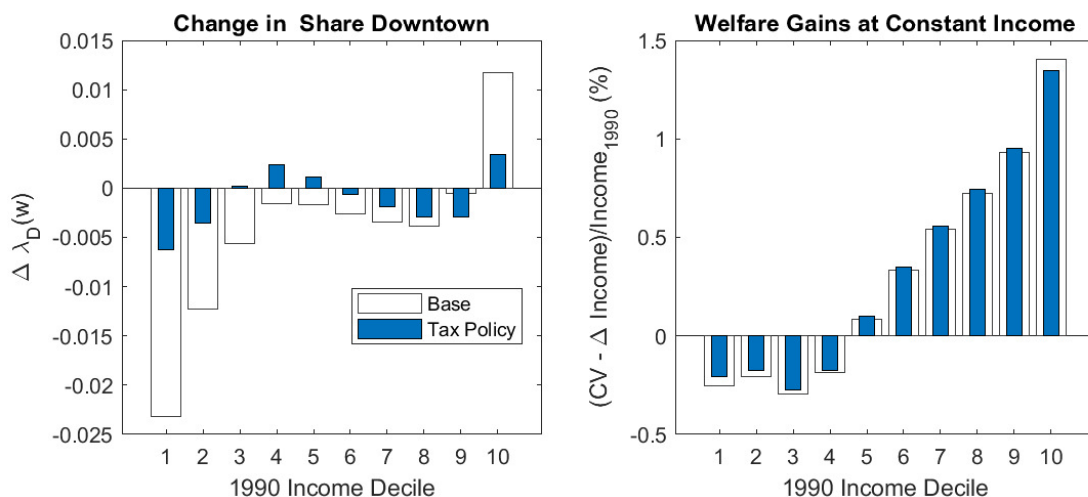 Change in Share Downtown
0.015
0.01
0.005
0
-0.005
-0.01
-0.015
-0.02
-0.025
Δ λD(w)
Base
Tax Policy
1 2 3 4 5 6 7 8 9 10
1990 Income Decile
Welfare Gains at Constant Income
1.5
1
0.5
0
-0.5
(CV - Δ Income)/Income1990 (%)
1 2 3 4 5 6 7 8 9 10
1990 Income Decile